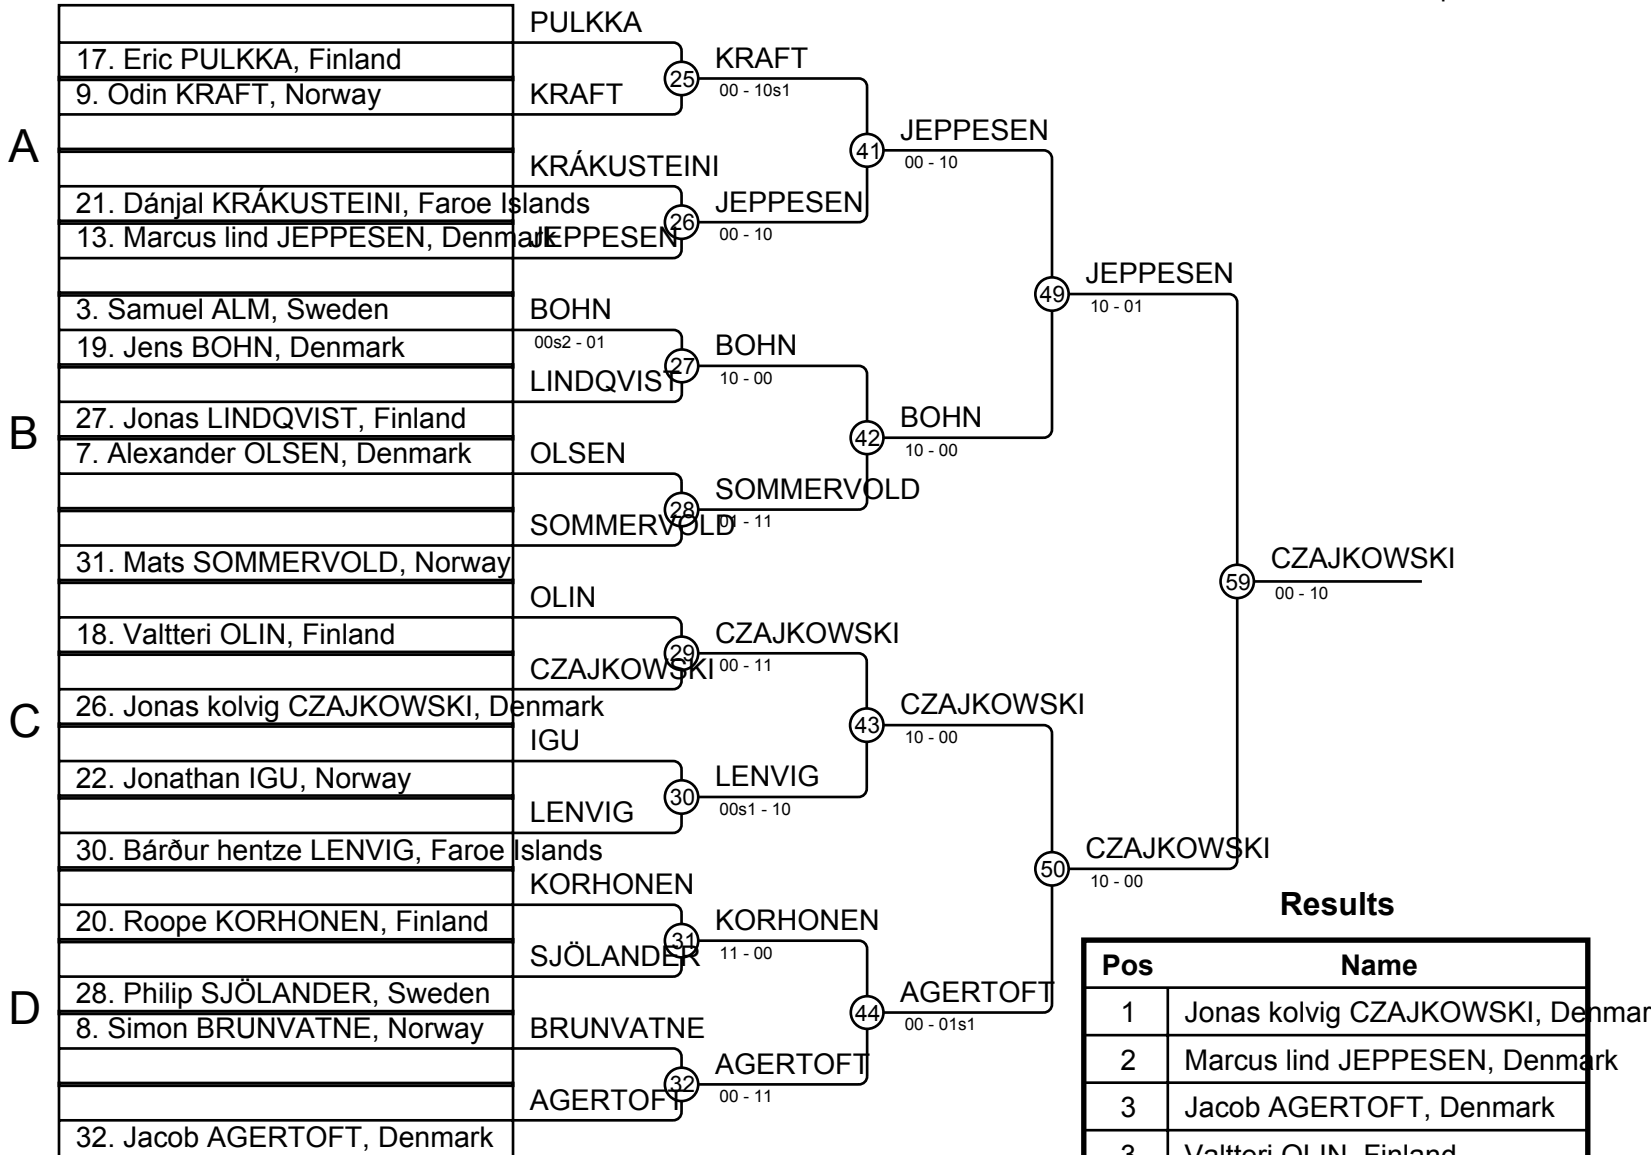 A
17. Eric PULKKA, Finland
9. Odin KRAFT, Norway
21. Dánjal KRÁKUSTEINI, Faroe Islands
13. Marcus lind JEPPESEN, Denmark
B
3. Samuel ALM, Sweden
19. Jens BOHN, Denmark
27. Jonas LINDQVIST, Finland
7. Alexander OLSEN, Denmark
31. Mats SOMMERVOLD, Norway
C
18. Valtteri OLIN, Finland
26. Jonas kolvig CZAJKOWSKI, Denmark
22. Jonathan IGU, Norway
30. Bárður hentze LENVIG, Faroe Islands
D
20. Roope KORHONEN, Finland
28. Philip SJÖLANDER, Sweden
8. Simon BRUNVATNE, Norway
32. Jacob AGERTOFT, Denmark
PULKKA
KRAFT
KRÁKUSTEINI
JEPPESEN
BOHN
00s2 - 01
LINDQVIST
OLSEN
SOMMERVOLD
OLIN
CZAJKOWSKI
IGU
LENVIG
KORHONEN
SJÖLANDER
BRUNVATNE
AGERTOFT
25
KRAFT
00 - 10s1
26
JEPPESEN
00 - 10
27
BOHN
10 - 00
28
SOMMERVOLD
01 - 11
29
CZAJKOWSKI
00 - 11
30
LENVIG
00s1 - 10
31
KORHONEN
11 - 00
32
AGERTOFT
00 - 11
41
JEPPESEN
00 - 10
42
BOHN
10 - 00
43
CZAJKOWSKI
10 - 00
44
AGERTOFT
00 - 01s1
49
JEPPESEN
10 - 01
50
CZAJKOWSKI
10 - 00
59
CZAJKOWSKI
00 - 10
Results
Pos Name
1 Jonas kolvig CZAJKOWSKI, Denmar
2 Marcus lind JEPPESEN, Denmark
3 Jacob AGERTOFT, Denmark
3 Valtteri OLIN, Finland